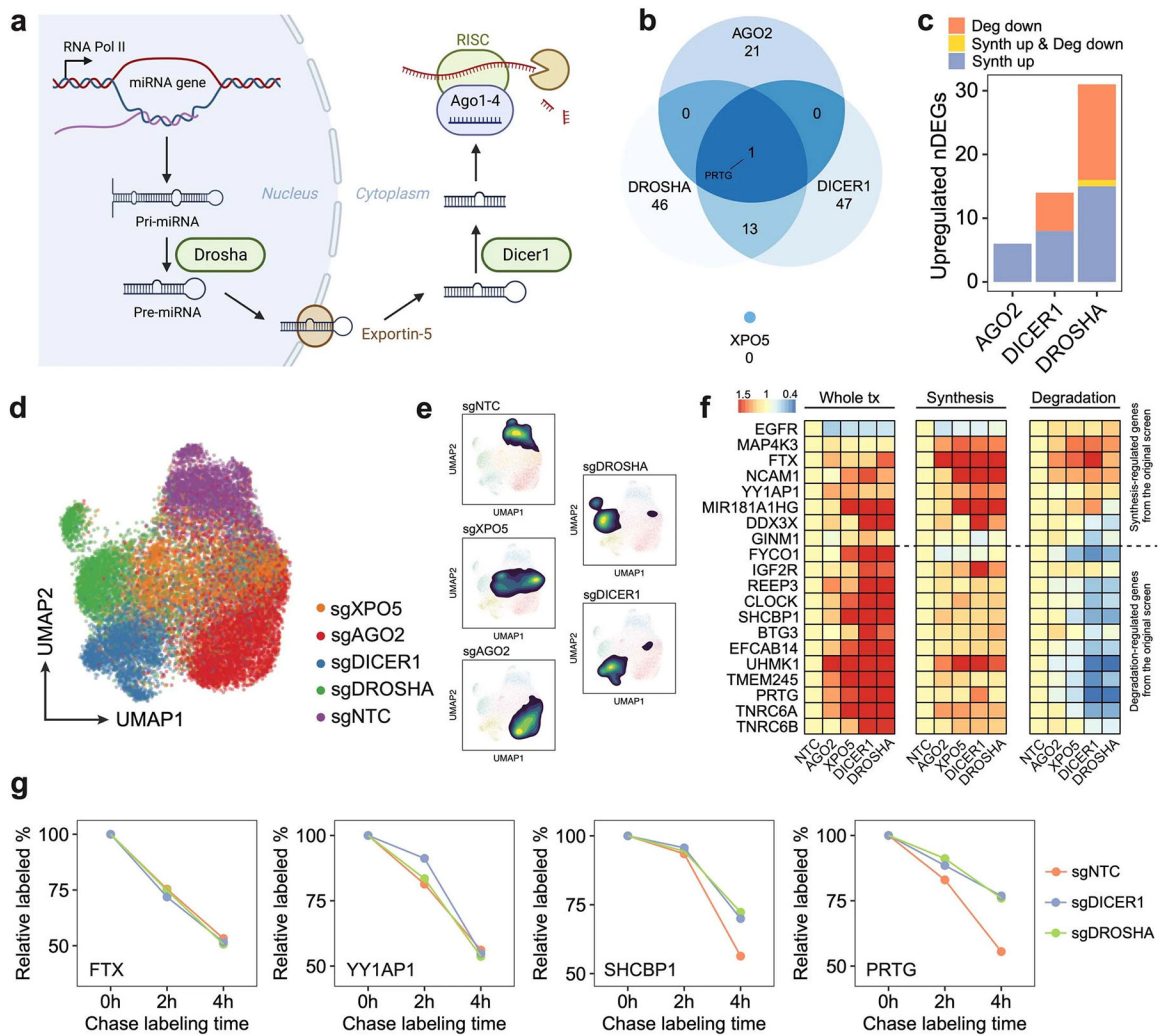 a
RNA Pol II
miRNA gene
Pri-miRNA
Drosha
Pre-miRNA
Nucleus
Cytoplasm
Exportin-5
RISC
Ago1-4
Dicer1
b
AGO2
21
0
0
1
PRTG
DROSHA
46
DICER1
47
13
XPO5
0
c
Deg down
Synth up & Deg down
Synth up
Upregulated nDEGs
30
20
10
0
AGO2
DICER1
DROSHA
d
UMAP2
UMAP1
sgXPO5
sgAGO2
sgDICER1
sgDROSHA
sgNTC
e
sgNTC
UMAP2
UMAP1
sgXPO5
UMAP2
UMAP1
sgAGO2
UMAP2
UMAP1
sgDROSHA
UMAP2
UMAP1
sgDICER1
UMAP2
UMAP1
f
1.5 1 0.4
Whole tx
Synthesis
Degradation
EGFR
MAP4K3
FTX
NCAM1
YY1AP1
MIR181A1HG
DDX3X
GINM1
FYCO1
IGF2R
REEP3
CLOCK
SHCBP1
BTG3
EFCAB14
UHMK1
TMEM245
PRTG
TNRC6A
TNRC6B
NTC
AGO2
XPO5
DICER1
DROSHA
NTC
AGO2
XPO5
DICER1
DROSHA
NTC
AGO2
XPO5
DICER1
DROSHA
Synthesis-regulated genes
from the original screen
Degradation-regulated genes
from the original screen
g
Relative labeled %
100
75
50
FTX
0h 2h 4h
Chase labeling time
Relative labeled %
100
75
50
YY1AP1
0h 2h 4h
Chase labeling time
Relative labeled %
100
75
50
SHCBP1
0h 2h 4h
Chase labeling time
Relative labeled %
100
75
50
PRTG
0h 2h 4h
Chase labeling time
sgNTC
sgDICER1
sgDROSHA